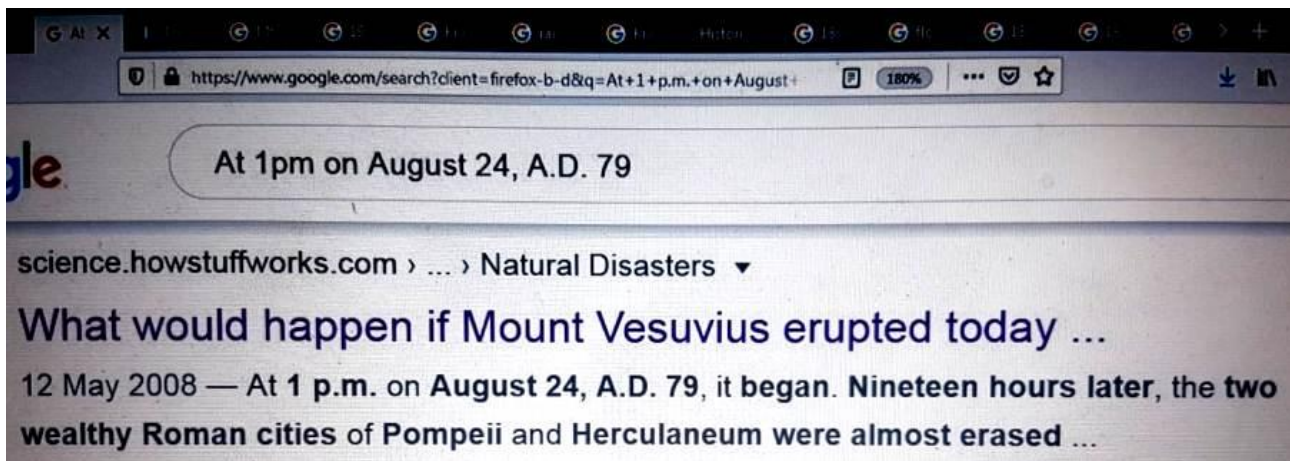 G At X
https://www.google.com/search?client=firefox-b-d&q=At+1+p.m.+on+August+ 180%
gle
At 1pm on August 24, A.D. 79
science.howstuffworks.com › ... › Natural Disasters
What would happen if Mount Vesuvius erupted today ...
12 May 2008 — At 1 p.m. on August 24, A.D. 79, it began. Nineteen hours later, the two
wealthy Roman cities of Pompeii and Herculaneum were almost erased ...